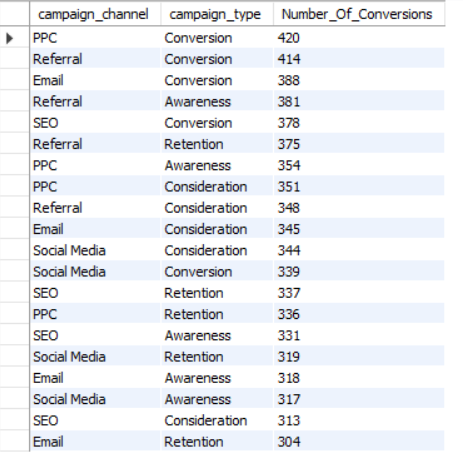 campaign_channel campaign_type Number_Of_Conversions
PPC Conversion 420
Referral Conversion 414
Email Conversion 388
Referral Awareness 381
SEO Conversion 378
Referral Retention 375
PPC Awareness 354
PPC Consideration 351
Referral Consideration 348
Email Consideration 345
Social Media Consideration 344
Social Media Conversion 339
SEO Retention 337
PPC Retention 336
SEO Awareness 331
Social Media Retention 319
Email Awareness 318
Social Media Awareness 317
SEO Consideration 313
Email Retention 304